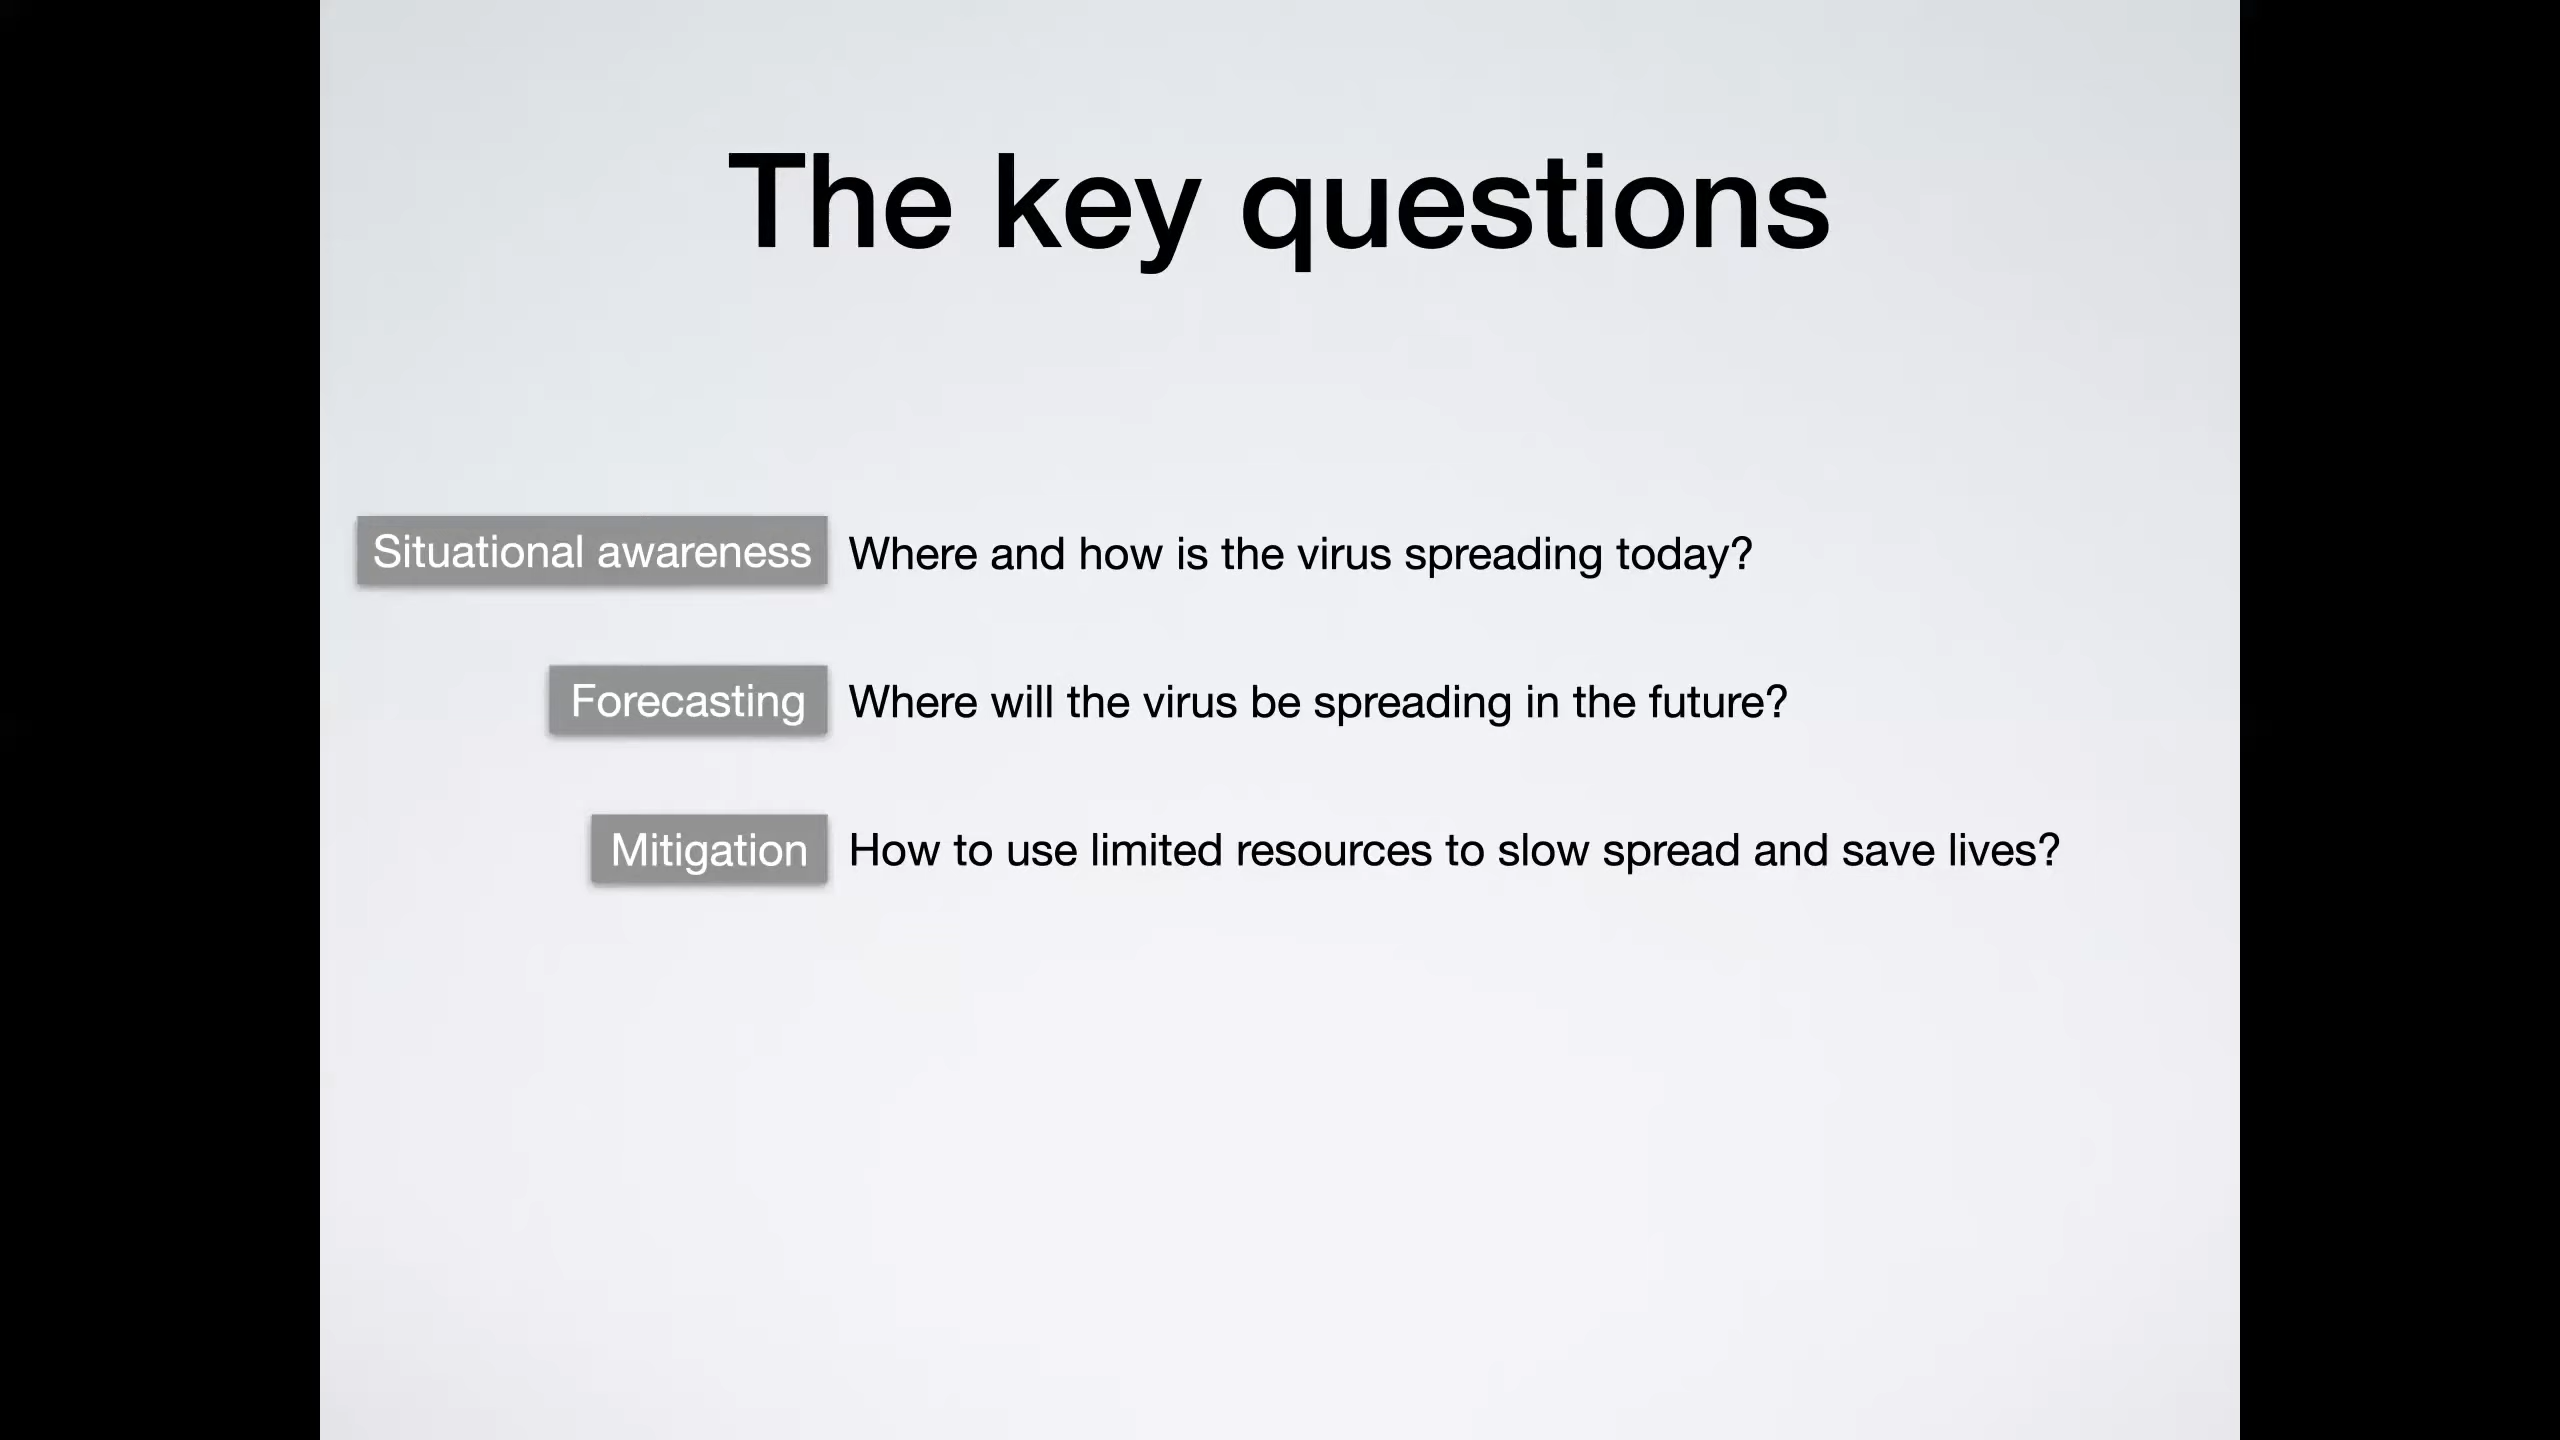 The key questions
Situational awareness Where and how is the virus spreading today?
Forecasting Where will the virus be spreading in the future?
Mitigation How to use limited resources to slow spread and save lives?